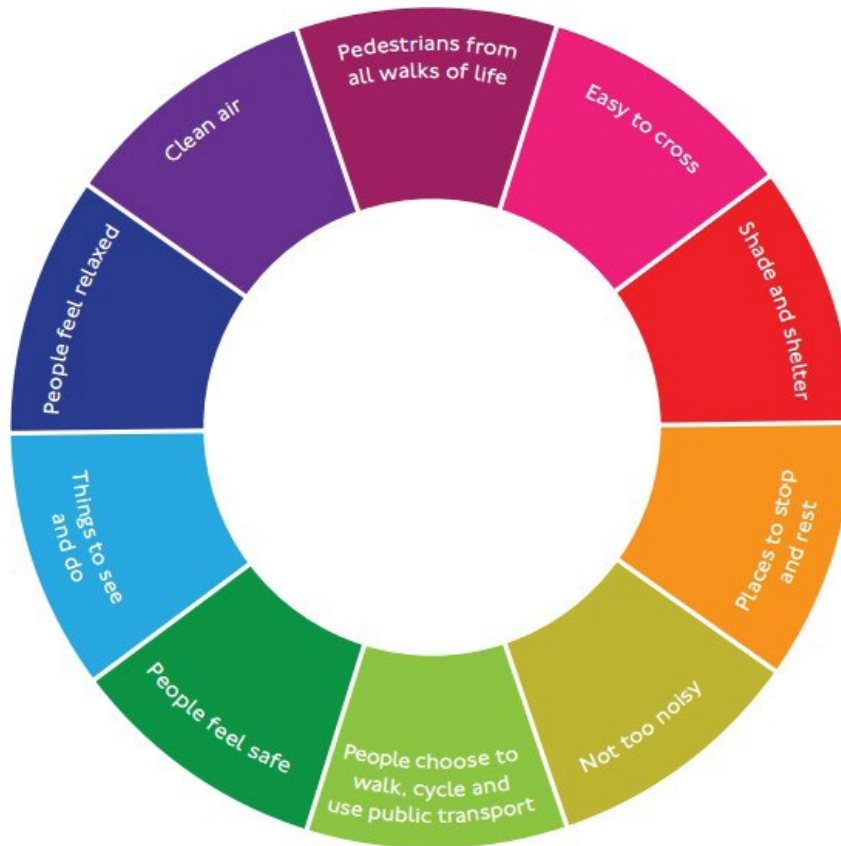 Pedestrians from
all walks of life
Easy to cross
Shade and shelter
Places to stop
and rest
Not too noisy
People choose to
walk, cycle and
use public transport
People feel safe
Things to see
and do
People feel relaxed
Clean air